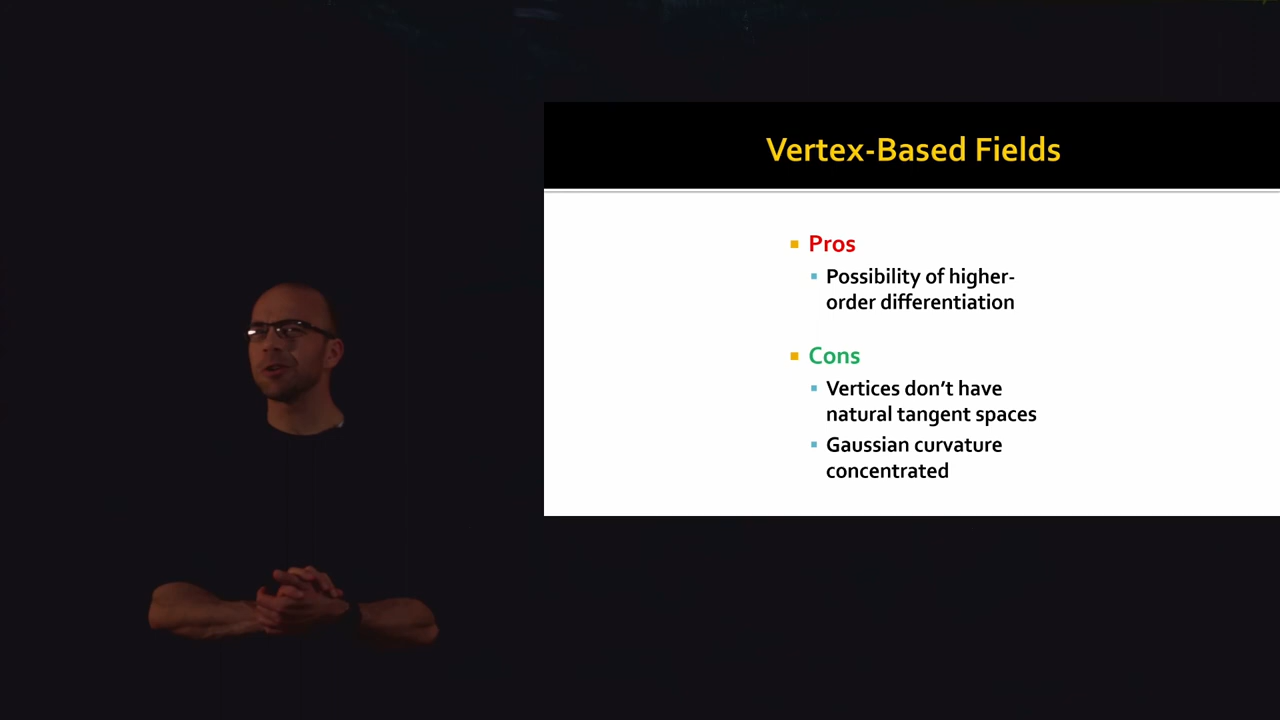 Vertex-Based Fields
Pros
Possibility of higher-
order differentiation
Cons
Vertices don't have
natural tangent spaces
Gaussian curvature
concentrated